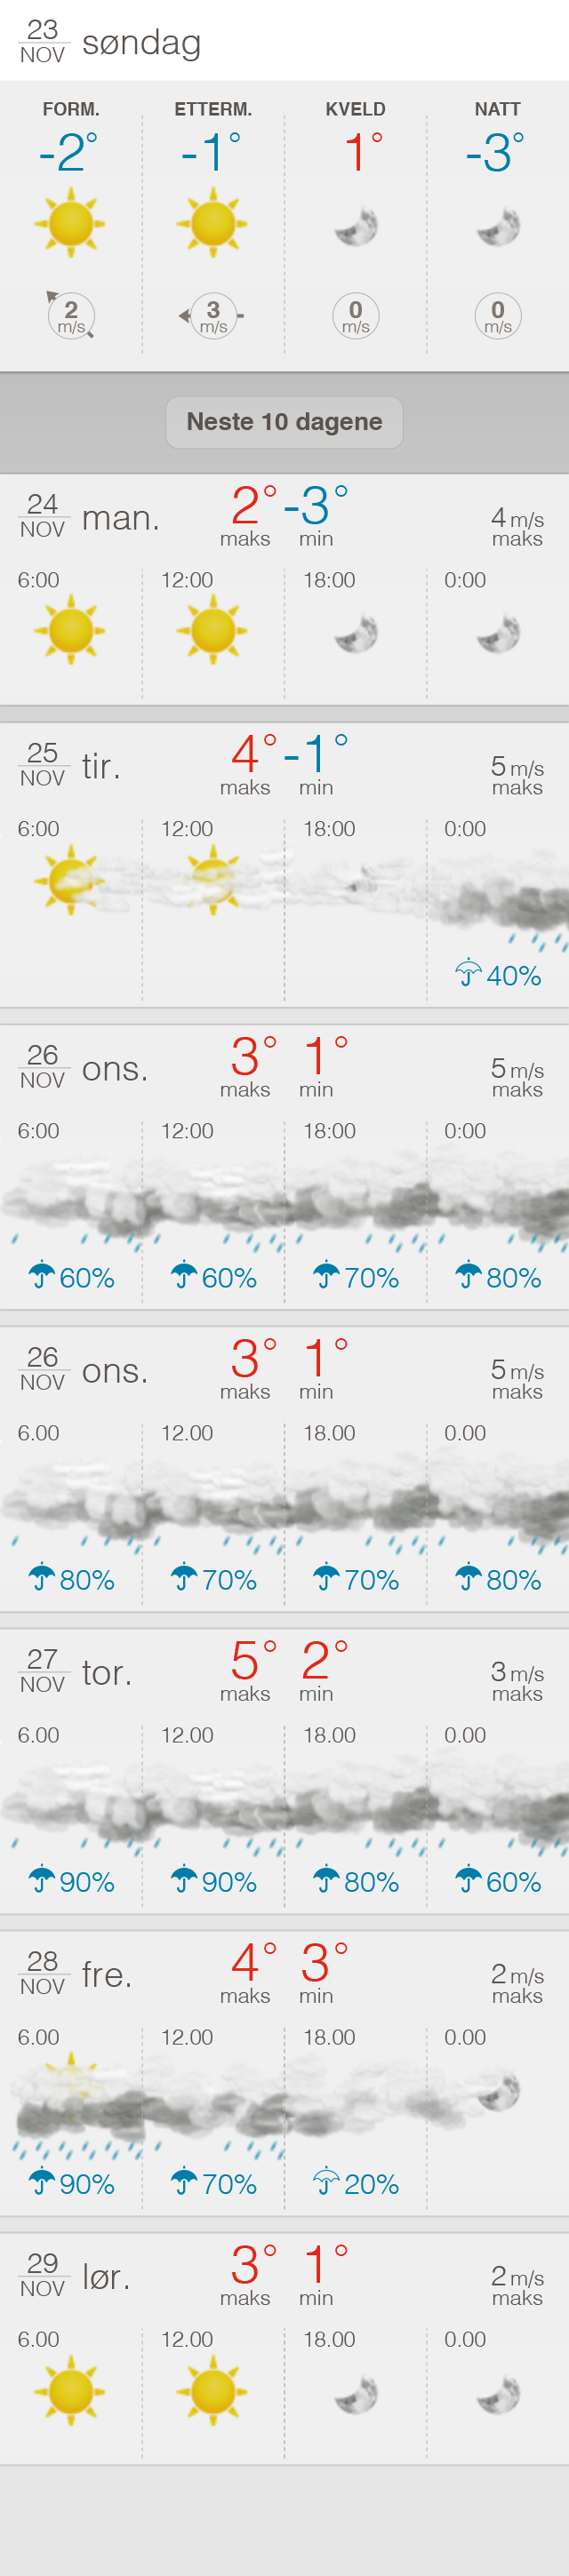 23
NOV
søndag
FORM. ETTERM. KVELD NATT
-2° -1° 1° -3°
2 3 0 0
m/s m/s m/s m/s
Neste 10 dagene
24
NOV
man.
2° -3°
maks min
4 m/s
maks
6:00 12:00 18:00 0:00
25
NOV
tir.
4° -1°
maks min
5 m/s
maks
6:00 12:00 18:00 0:00
40%
26
NOV
ons.
3° 1°
maks min
5 m/s
maks
6:00 12:00 18:00 0:00
60% 60% 70% 80%
26
NOV
ons.
3° 1°
maks min
5 m/s
maks
6.00 12.00 18.00 0.00
80% 70% 70% 80%
27
NOV
tor.
5° 2°
maks min
3 m/s
maks
6.00 12.00 18.00 0.00
90% 90% 80% 60%
28
NOV
fre.
4° 3°
maks min
2 m/s
maks
6.00 12.00 18.00 0.00
90% 70% 20%
29
NOV
lør.
3° 1°
maks min
2 m/s
maks
6.00 12.00 18.00 0.00